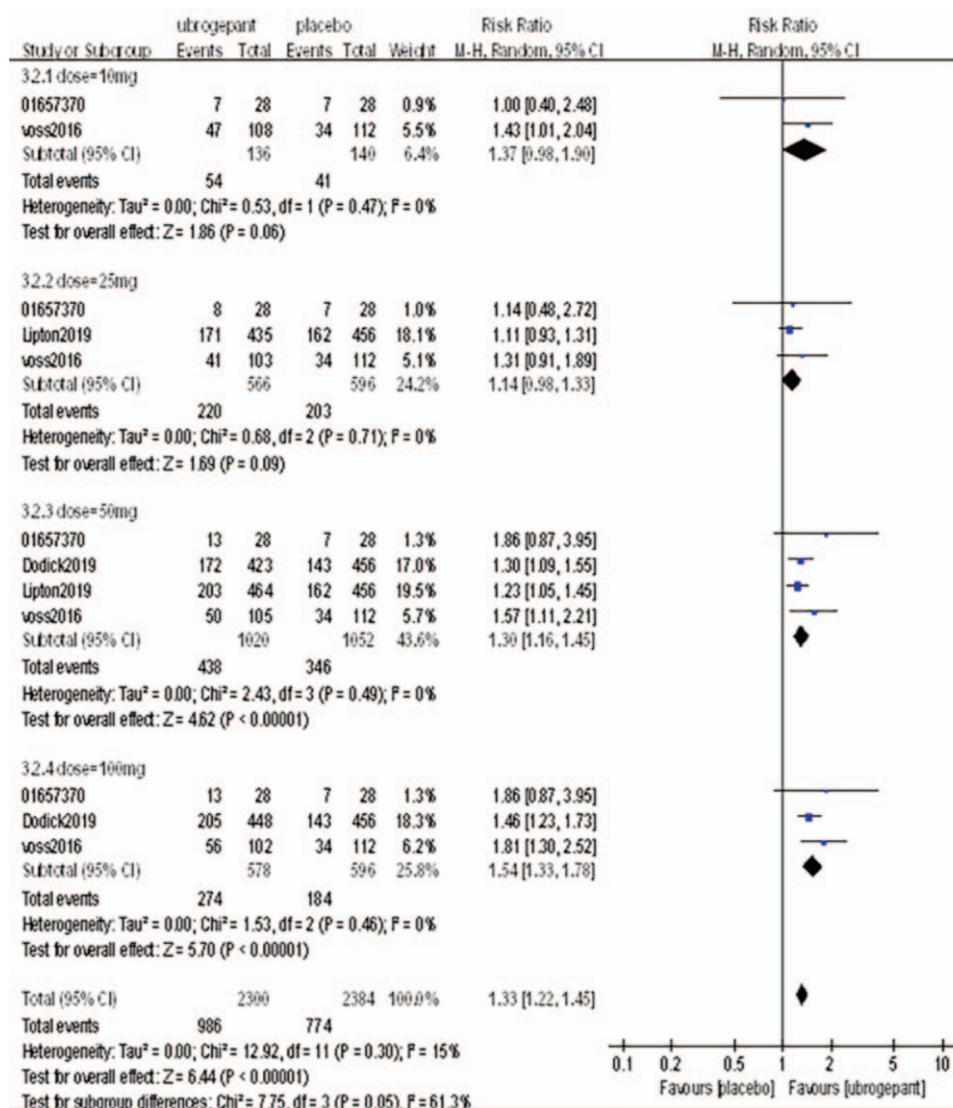 ubrogepant placebo Risk Ratio Risk Ratio
Study or Subgroup Events Total Events Total Weight M-H, Random, 95% CI M-H, Random, 95% CI
3.2.1 dose=10mg
01657370 7 28 7 28 0.9% 1.00 [0.40, 2.48]
voss2016 47 108 34 112 5.5% 1.43 [1.01, 2.04]
Subtotal (95% CI) 136 140 6.4% 1.37 [0.98, 1.90]
Total events 54 41
Heterogeneity: Tau² = 0.00; Chi² = 0.53, df = 1 (P = 0.47); I² = 0%
Test for overall effect: Z = 1.86 (P = 0.06)
3.2.2 dose=25mg
01657370 8 28 7 28 1.0% 1.14 [0.48, 2.72]
Lipton2019 171 435 162 456 18.1% 1.11 [0.93, 1.31]
voss2016 41 103 34 112 5.1% 1.31 [0.91, 1.89]
Subtotal (95% CI) 566 596 24.2% 1.14 [0.98, 1.33]
Total events 220 203
Heterogeneity: Tau² = 0.00; Chi² = 0.68, df = 2 (P = 0.71); I² = 0%
Test for overall effect: Z = 1.69 (P = 0.09)
3.2.3 dose=50mg
01657370 13 28 7 28 1.3% 1.86 [0.87, 3.95]
Dodick2019 172 423 143 456 17.0% 1.30 [1.09, 1.55]
Lipton2019 203 464 162 456 19.5% 1.23 [1.05, 1.45]
voss2016 50 105 34 112 5.7% 1.57 [1.11, 2.21]
Subtotal (95% CI) 1020 1052 43.6% 1.30 [1.16, 1.45]
Total events 438 346
Heterogeneity: Tau² = 0.00; Chi² = 2.43, df = 3 (P = 0.49); I² = 0%
Test for overall effect: Z = 4.62 (P < 0.00001)
3.2.4 dose=100mg
01657370 13 28 7 28 1.3% 1.86 [0.87, 3.95]
Dodick2019 205 448 143 456 18.3% 1.46 [1.23, 1.73]
voss2016 56 102 34 112 6.2% 1.81 [1.30, 2.52]
Subtotal (95% CI) 578 596 25.8% 1.54 [1.33, 1.78]
Total events 274 184
Heterogeneity: Tau² = 0.00; Chi² = 1.53, df = 2 (P = 0.46); I² = 0%
Test for overall effect: Z = 5.70 (P < 0.00001)
Total (95% CI) 2300 2384 100.0% 1.33 [1.22, 1.45]
Total events 986 774
Heterogeneity: Tau² = 0.00; Chi² = 12.92, df = 11 (P = 0.30); I² = 15%
Test for overall effect: Z = 6.44 (P < 0.00001)
Test for subgroup differences: Chi² = 7.75, df = 3 (P = 0.05), I² = 61.3%
0.1 0.2 0.5 1 2 5 10
Favours [placebo] Favours [ubrogepant]